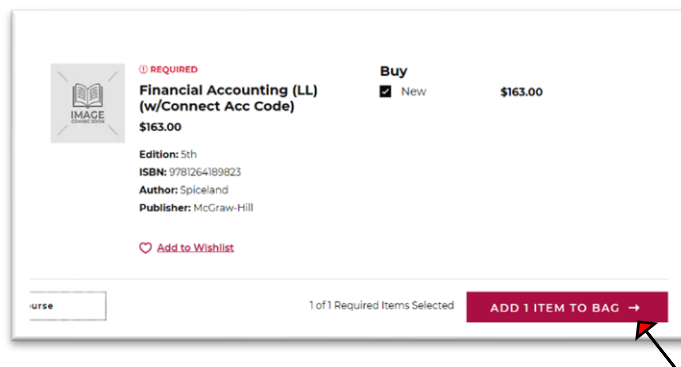 IMAGE
COMING SOON
REQUIRED
Financial Accounting (LL)
(w/Connect Acc Code)
$163.00
Edition: 5th
ISBN: 9781264189823
Author: Spiceland
Publisher: McGraw-Hill
Add to Wishlist
Buy
New $163.00
urse
1 of 1 Required Items Selected
ADD 1 ITEM TO BAG →